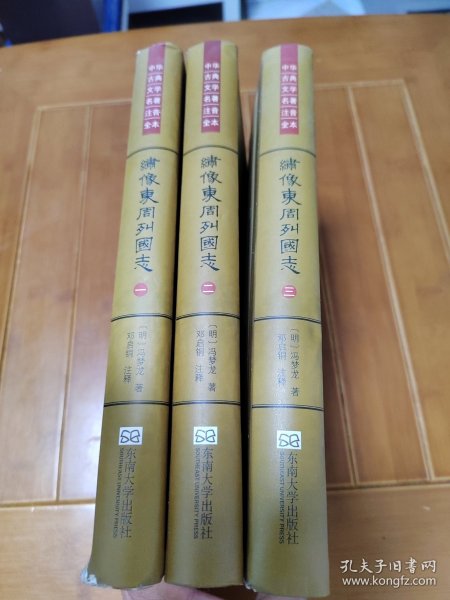 中华
古典
文学
名著
注音
全本
繡像東周列國志
一
〔明〕冯梦龙 著
邓启铜 注释
东南大学出版社
SOUTHEAST UNIVERSITY PRESS
中华
古典
文学
名著
注音
全本
繡像東周列國志
二
〔明〕冯梦龙 著
邓启铜 注释
东南大学出版社
SOUTHEAST UNIVERSITY PRESS
中华
古典
文学
名著
注音
全本
繡像東周列國志
三
〔明〕冯梦龙 著
邓启铜 注释
东南大学出版社
SOUTHEAST UNIVERSITY PRESS
孔夫子旧书网
www.kongfz.com